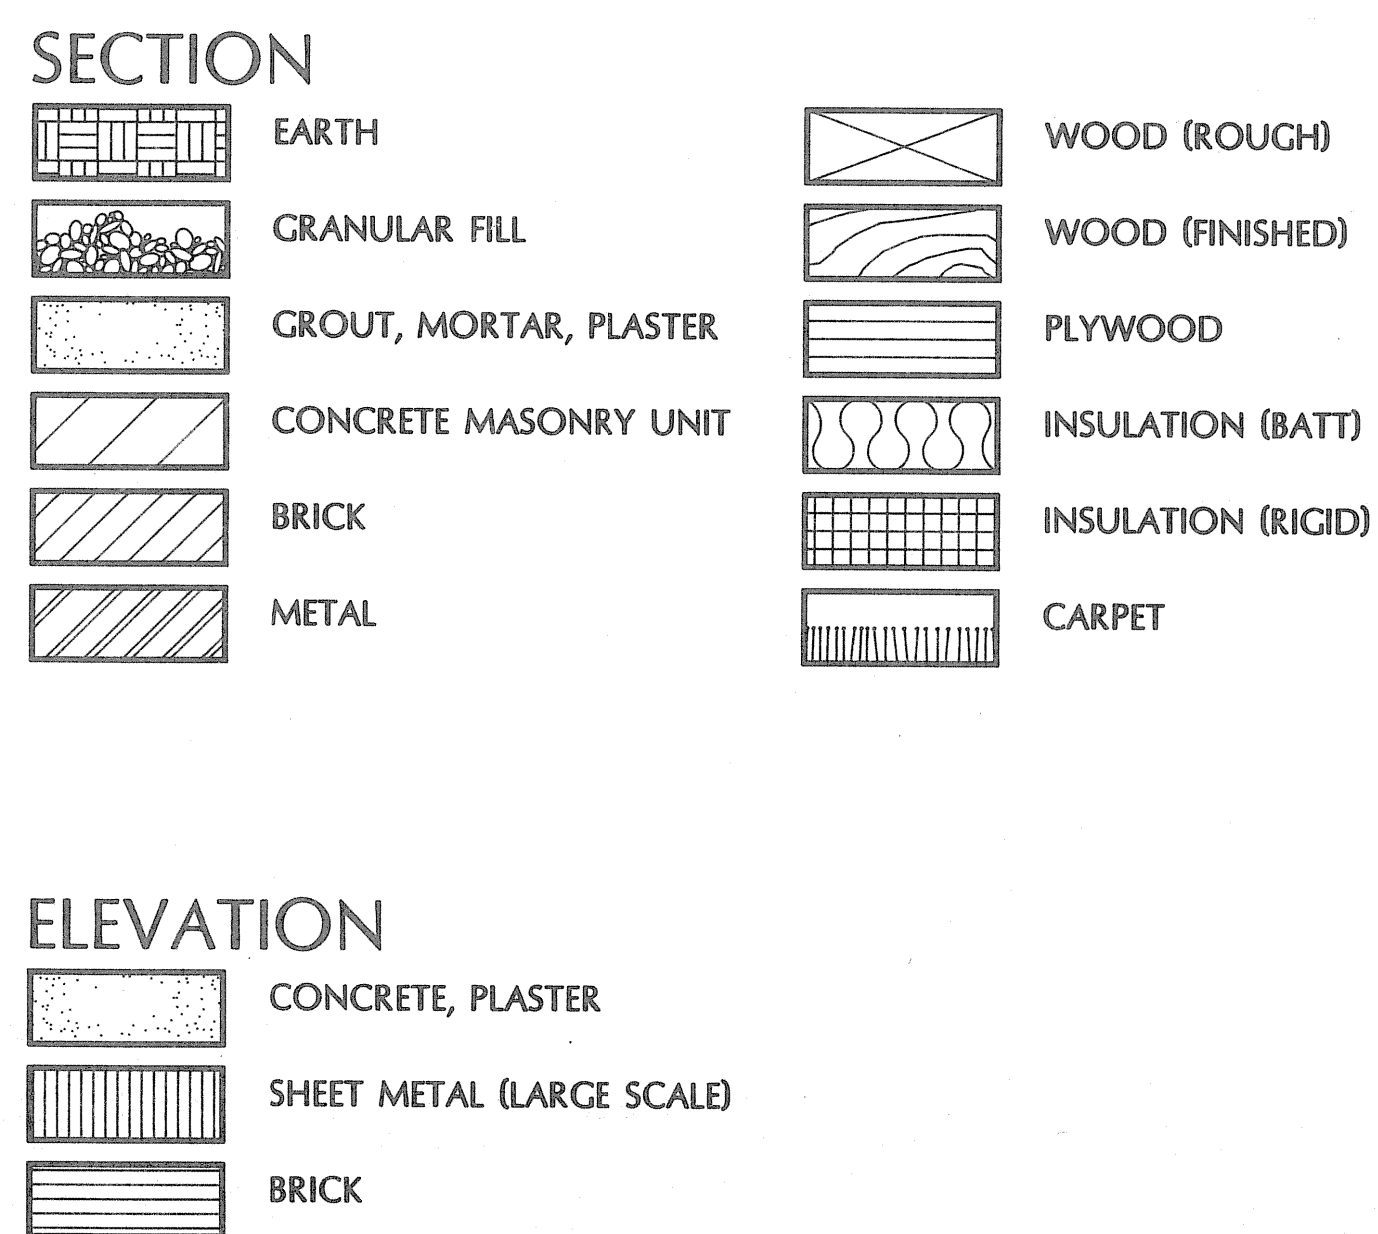 SECTION
EARTH
GRANULAR FILL
GROUT, MORTAR, PLASTER
CONCRETE MASONRY UNIT
BRICK
METAL
WOOD (ROUGH)
WOOD (FINISHED)
PLYWOOD
INSULATION (BATT)
INSULATION (RIGID)
CARPET
ELEVATION
CONCRETE, PLASTER
SHEET METAL (LARGE SCALE)
BRICK